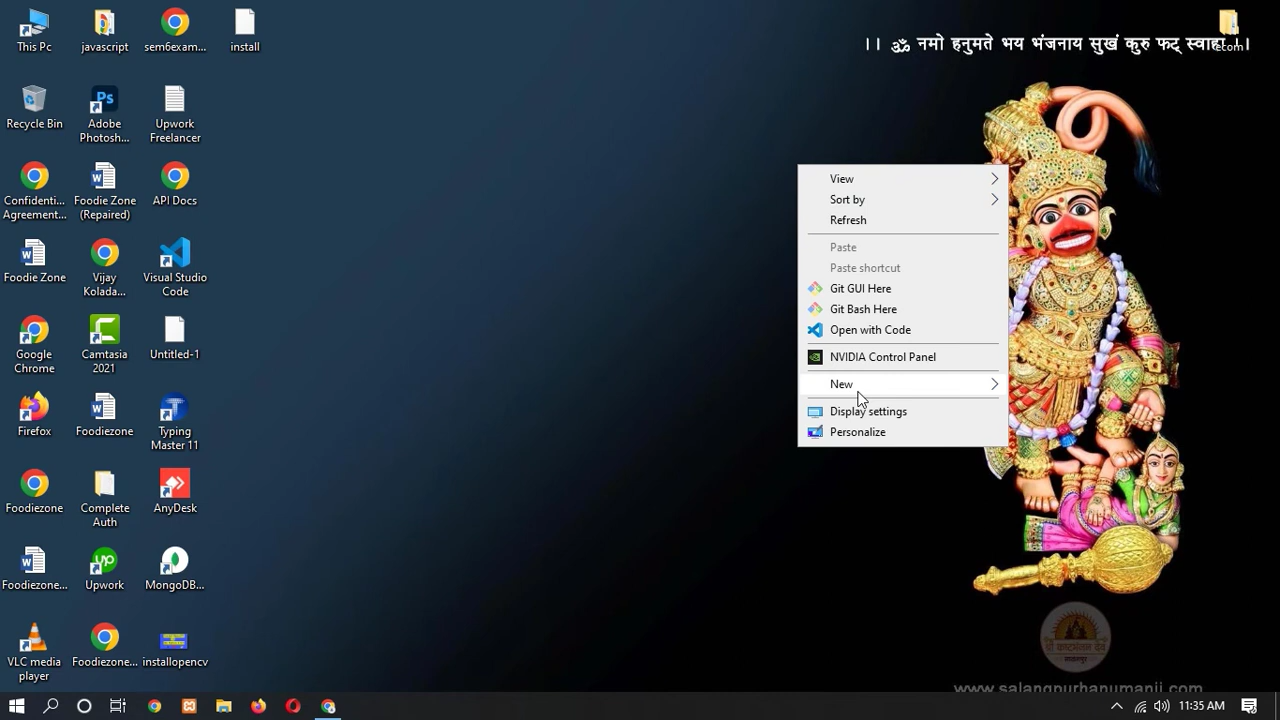 This Pc
javascript
sem6exam...
install
Recycle Bin
Adobe
Photosh...
Upwork
Freelancer
Confidenti...
Agreement...
Foodie Zone
(Repaired)
API Docs
Foodie Zone
Vijay
Kolada...
Visual Studio
Code
Google
Chrome
Camtasia
2021
Untitled-1
Firefox
Foodiezone
Typing
Master 11
Foodiezone
Complete
Auth
AnyDesk
Foodiezone...
Upwork
MongoDB...
VLC media
player
Foodiezone...
installopencv
।। ॐ नमो हनुमते भय भंजनाय सुखं कुरु फट् स्वाहा ।।
ecom
View
Sort by
Refresh
Paste
Paste shortcut
Git GUI Here
Git Bash Here
Open with Code
NVIDIA Control Panel
New
Display settings
Personalize
www.salangpurhanumanji.com
11:35 AM